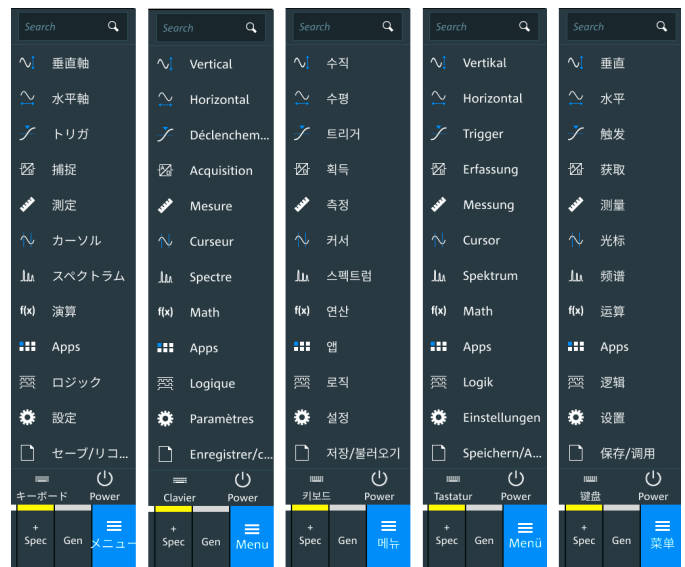 Search
垂直軸
水平軸
トリガ
捕捉
測定
カーソル
スペクトラム
f(x) 演算
Apps
ロジック
設定
セーブ/リコ...
キーボード Power
+
Spec Gen メニュー
Search
Vertical
Horizontal
Déclenchem...
Acquisition
Mesure
Curseur
Spectre
f(x) Math
Apps
Logique
Paramètres
Enregistrer/c...
Clavier Power
+
Spec Gen Menu
Search
수직
수평
트리거
획득
측정
커서
스펙트럼
f(x) 연산
앱
로직
설정
저장/불러오기
키보드 Power
+
Spec Gen 메뉴
Search
Vertikal
Horizontal
Trigger
Erfassung
Messung
Cursor
Spektrum
f(x) Math
Apps
Logik
Einstellungen
Speichern/A...
Tastatur Power
+
Spec Gen Menü
Search
垂直
水平
触发
获取
测量
光标
频谱
f(x) 运算
Apps
逻辑
设置
保存/调用
键盘 Power
+
Spec Gen 菜单